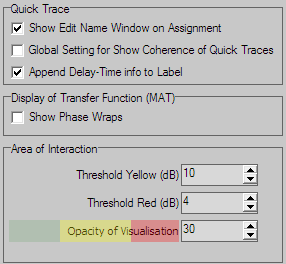 Quick Trace
Show Edit Name Window on Assignment
Global Setting for Show Coherence of Quick Traces
Append Delay-Time info to Label
Display of Transfer Function (MAT)
Show Phase Wraps
Area of Interaction
Threshold Yellow (dB) 10
Threshold Red (dB) 4
Opacity of Visualisation 30